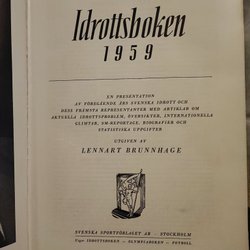 Idrottsboken
1959
EN PRESENTATION
AV FÖREGÅENDE ÅRS SVENSKA IDROTT OCH
DESS FRÄMSTA REPRESENTANTER MED ARTIKLAR OM
AKTUELLA IDROTTSPROBLEM, ÖVERSIKTER, INTERNATIONELLA
GLIMTAR, SM-REPORTAGE, BIOGRAFIER OCH
STATISTISKA UPPGIFTER
UTGIVEN AV
LENNART BRUNNHAGE
SVENSKA SPORTFÖRLAGET AB - STOCKHOLM
IDROTTSBOKEN - OLYMPIABOKEN - FOTBOLL